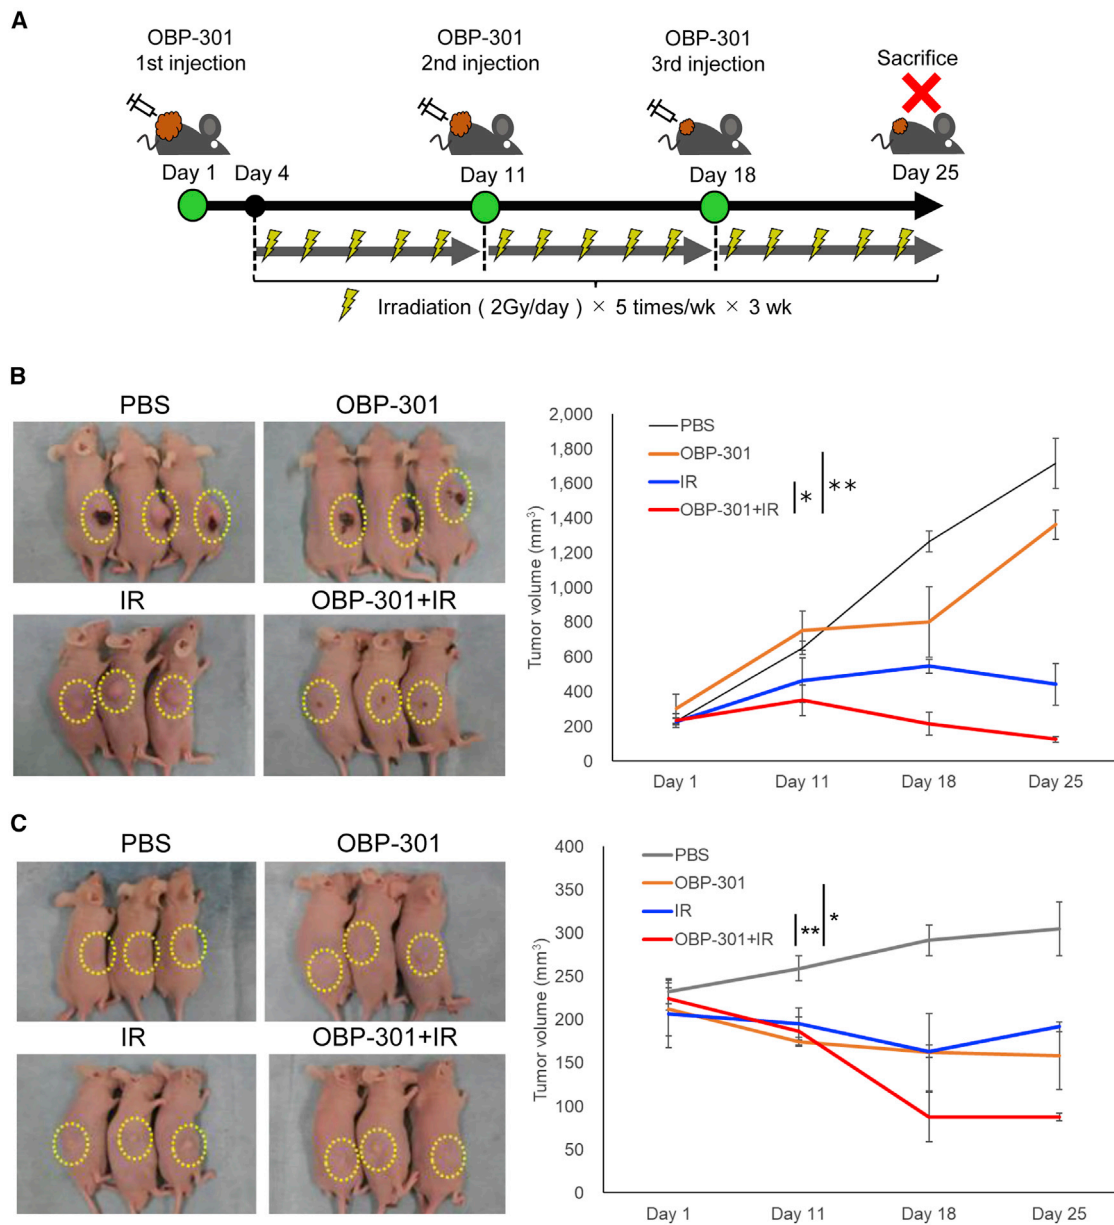 A
OBP-301
1st injection
OBP-301
2nd injection
OBP-301
3rd injection
Sacrifice
Day 1
Day 4
Day 11
Day 18
Day 25
Irradiation ( 2Gy/day ) × 5 times/wk × 3 wk
B
PBS
OBP-301
IR
OBP-301+IR
Tumor volume (mm³)
2,000
1,800
1,600
1,400
1,200
1,000
800
600
400
200
0
PBS
OBP-301
IR
OBP-301+IR
*
**
Day 1
Day 11
Day 18
Day 25
C
PBS
OBP-301
IR
OBP-301+IR
Tumor volume (mm³)
400
350
300
250
200
150
100
50
0
PBS
OBP-301
IR
OBP-301+IR
**
*
Day 1
Day 11
Day 18
Day 25